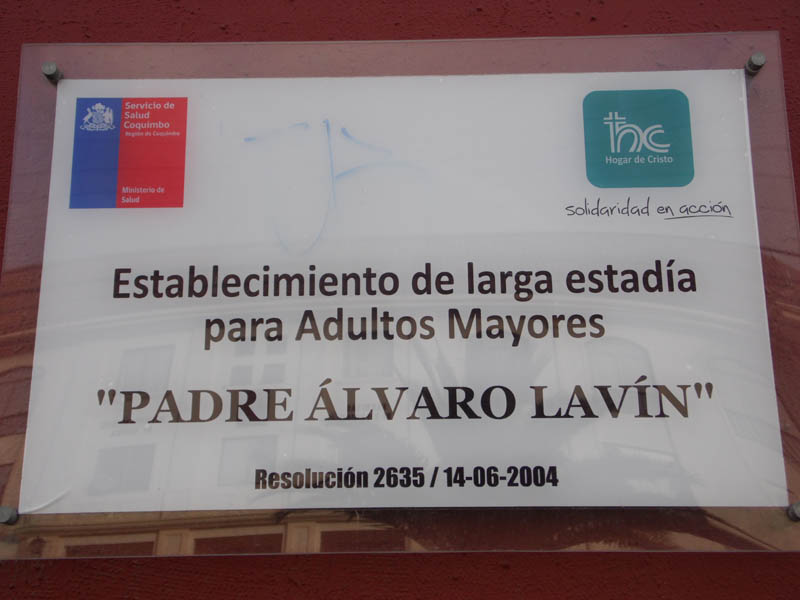 Servicio de
Salud
Coquimbo
Región de Coquimbo
Ministerio de
Salud
hc
Hogar de Cristo
solidaridad en acción
Establecimiento de larga estadía
para Adultos Mayores
"PADRE ÁLVARO LAVÍN"
Resolución 2635 / 14-06-2004